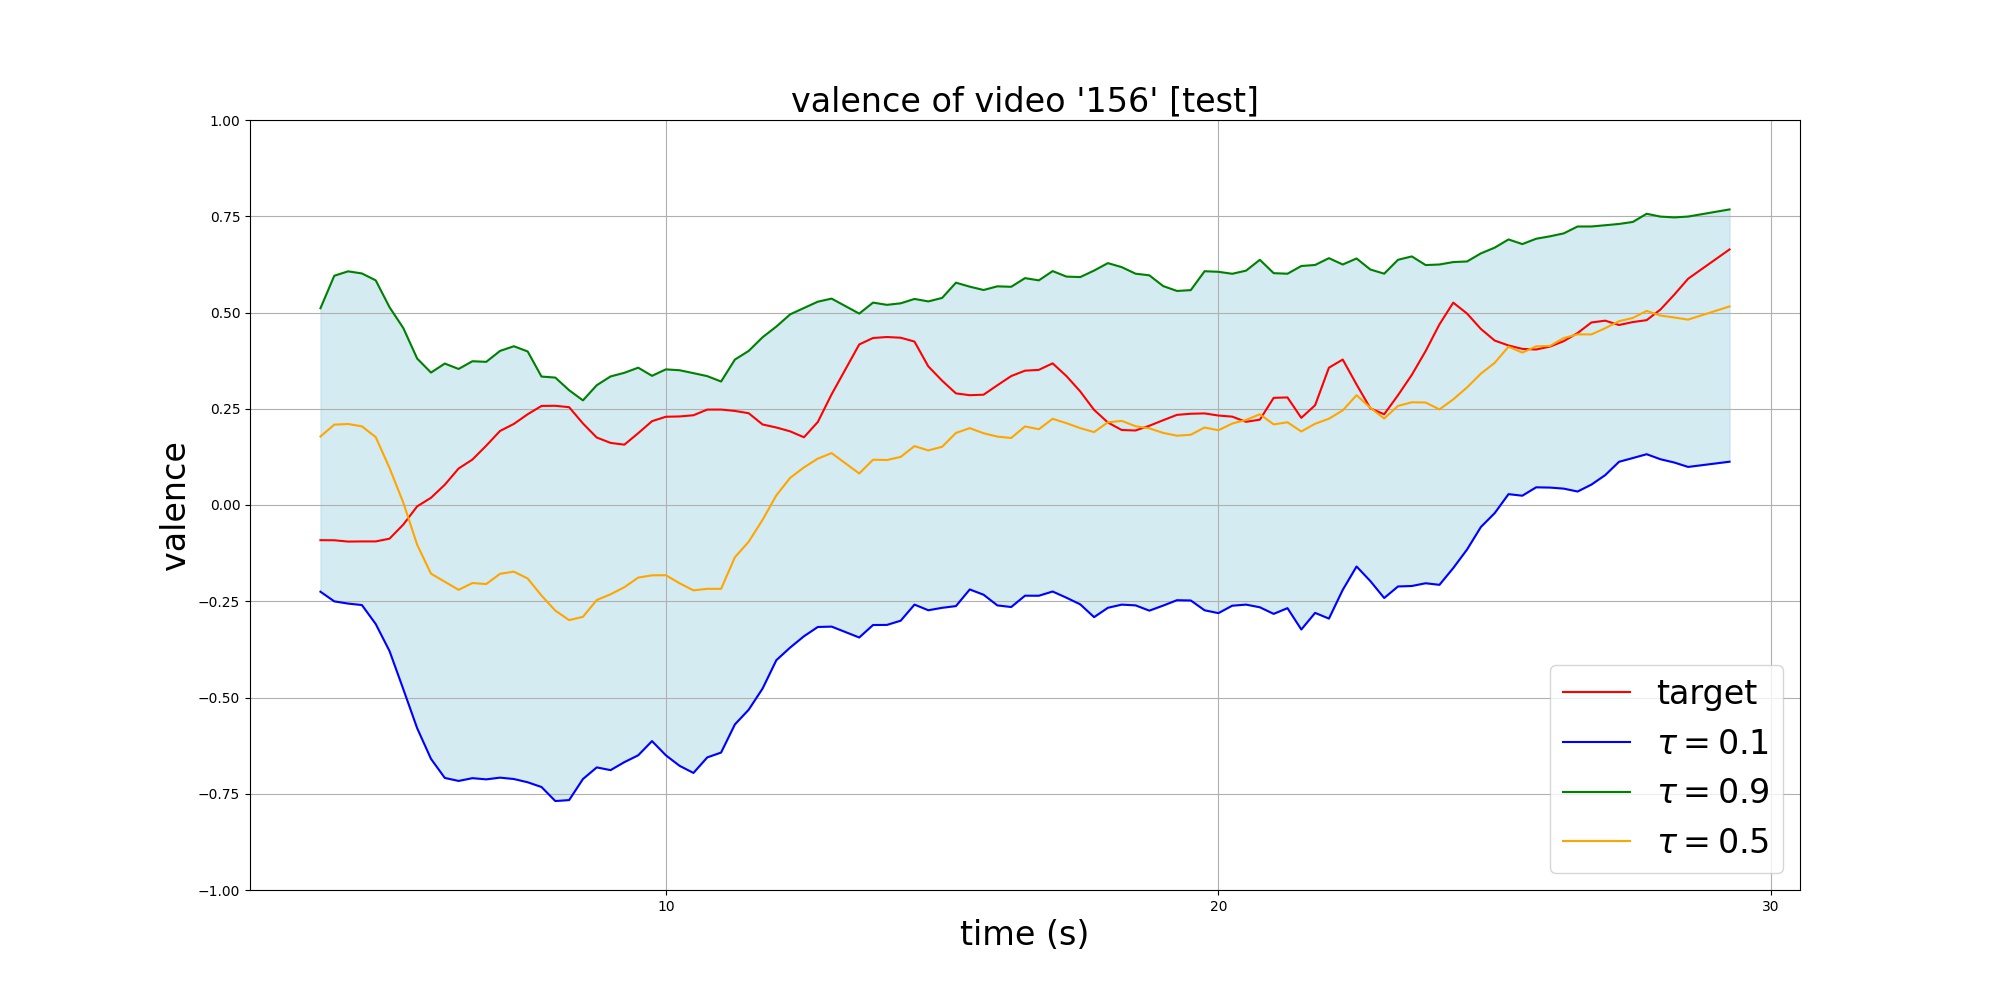 valence of video '156' [test]
1.00
0.75
0.50
0.25
0.00
−0.25
−0.50
−0.75
−1.00
valence
10
20
30
time (s)
target
τ = 0.1
τ = 0.9
τ = 0.5